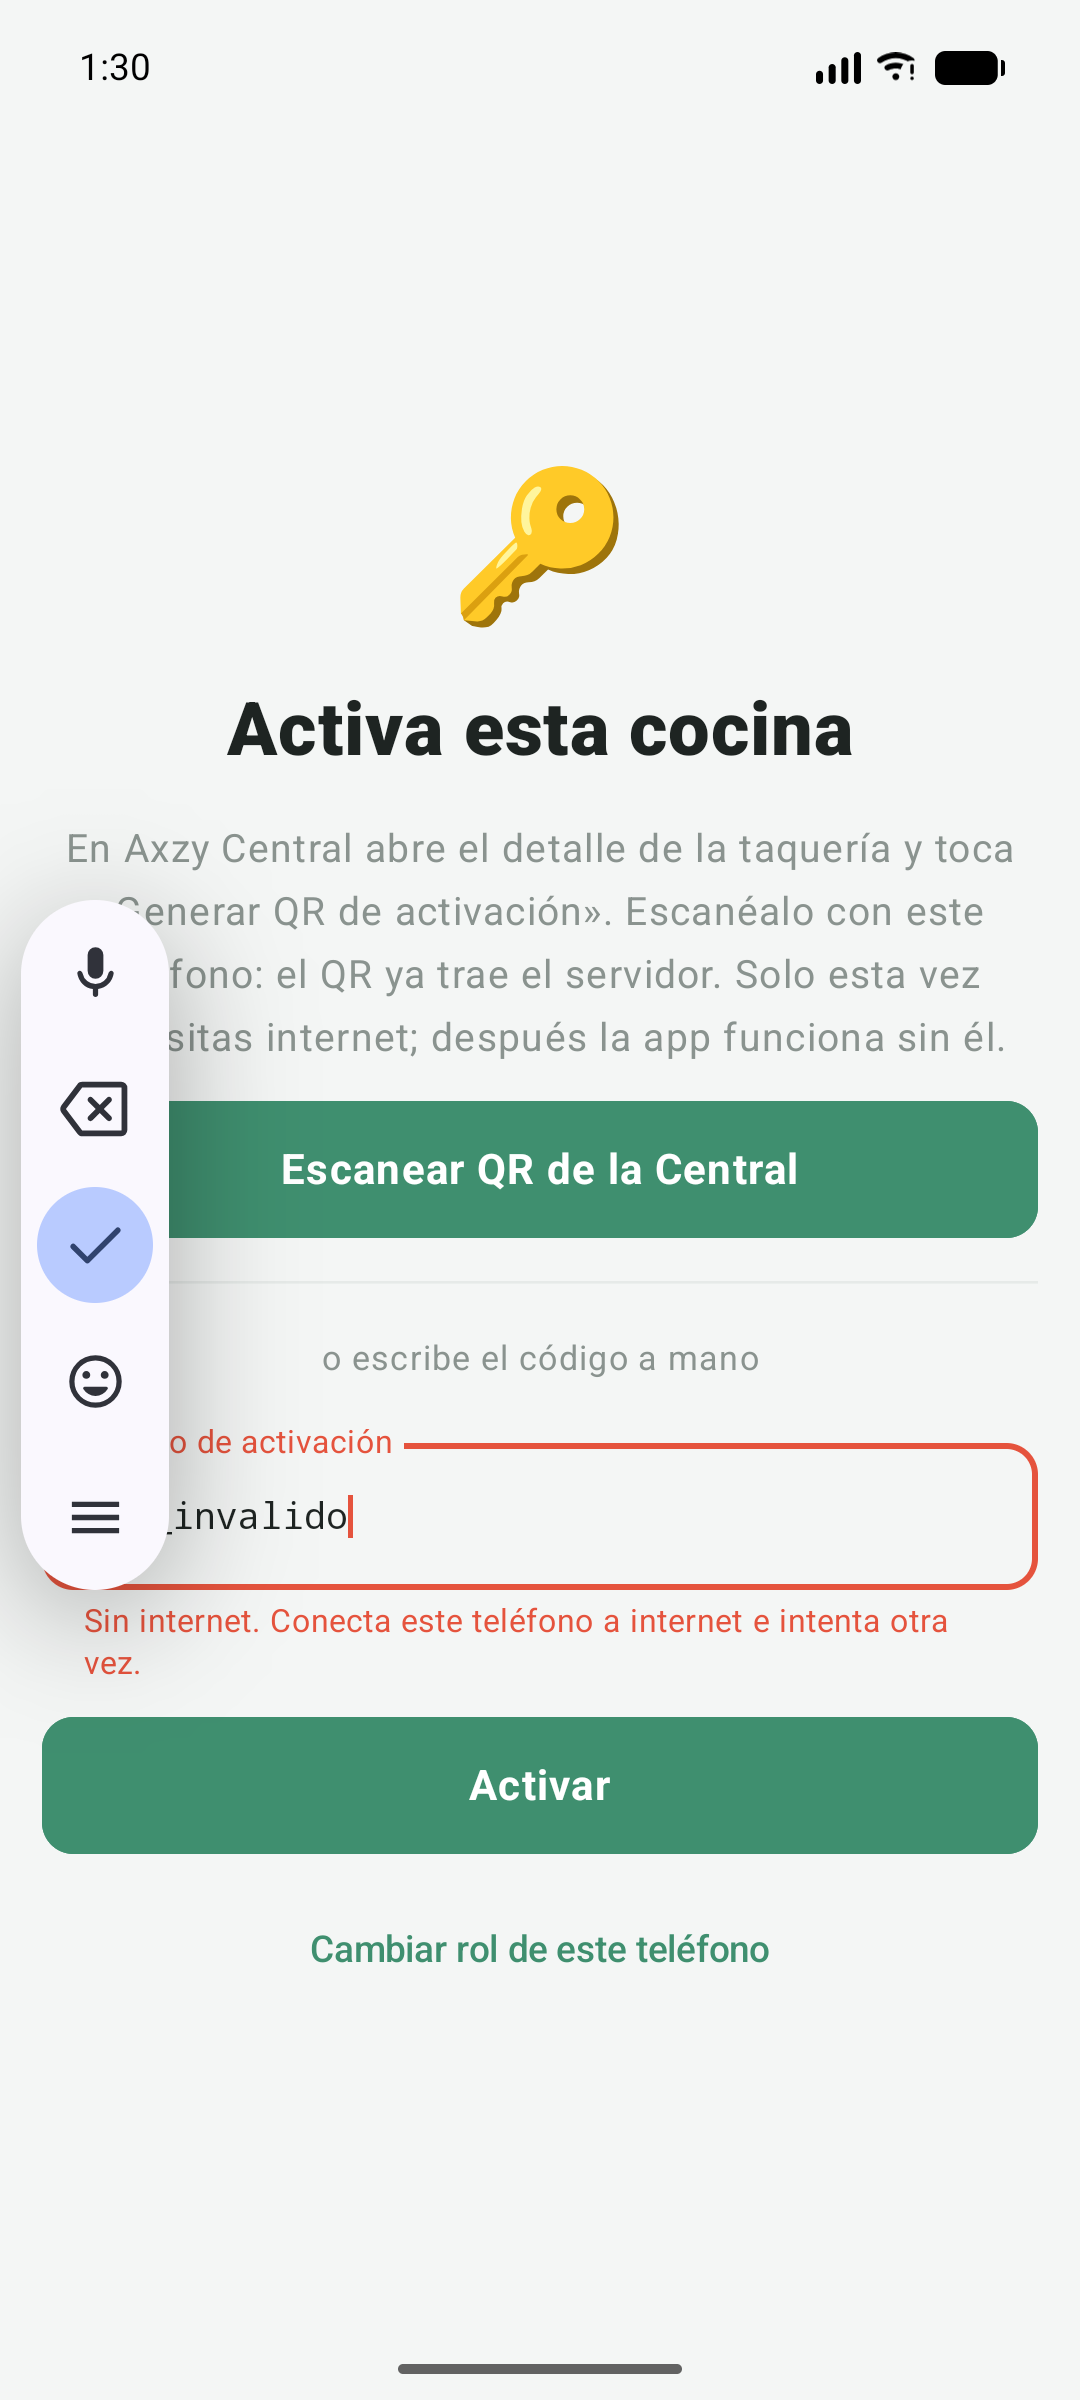 1:30
Activa esta cocina
En Axzy Central abre el detalle de la taquería y toca
Generar QR de activación». Escanéalo con este
fono: el QR ya trae el servidor. Solo esta vez
sitas internet; después la app funciona sin él.
Escanear QR de la Central
o escribe el código a mano
o de activación
_invalido
Sin internet. Conecta este teléfono a internet e intenta otra
vez.
Activar
Cambiar rol de este teléfono